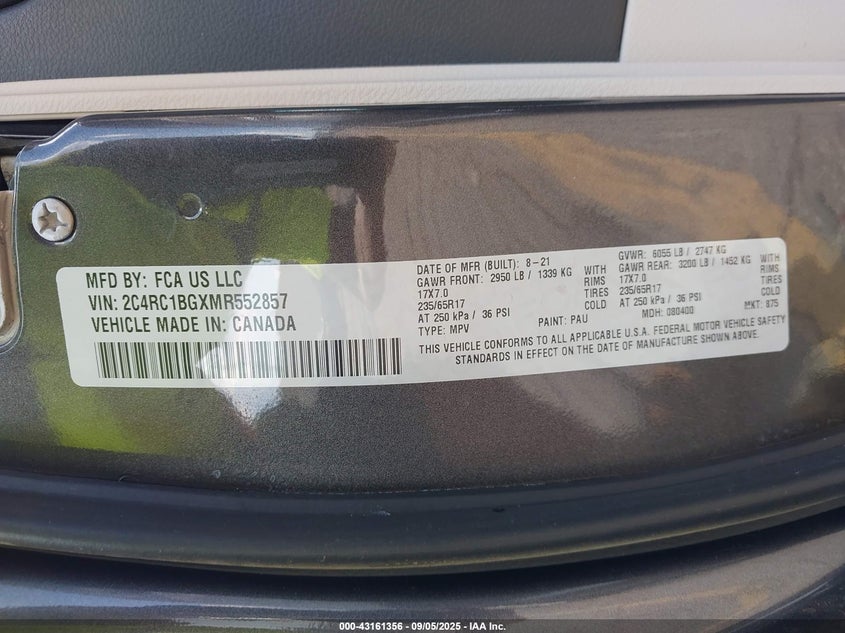 MFD BY: FCA US LLC
VIN: 2C4RC1BGXMR552857
VEHICLE MADE IN: CANADA
DATE OF MFR (BUILT): 8-21 GVWR: 6055 LB / 2747 KG
GAWR FRONT: 2950 LB / 1339 KG WITH GAWR REAR: 3200 LB / 1452 KG WITH
17X7.0 RIMS 17X7.0 RIMS
235/65R17 TIRES 235/65R17 TIRES
AT 250 kPaR / 36 PSI COLD AT 250 kPaR / 36 PSI COLD
TYPE: MPV PAINT: PAU MDH: 080400 MKT: 875
THIS VEHICLE CONFORMS TO ALL APPLICABLE U.S.A. FEDERAL MOTOR VEHICLE SAFETY
STANDARDS IN EFFECT ON THE DATE OF MANUFACTURE SHOWN ABOVE.
000-43161356 - 09/05/2025 - IAA Inc.